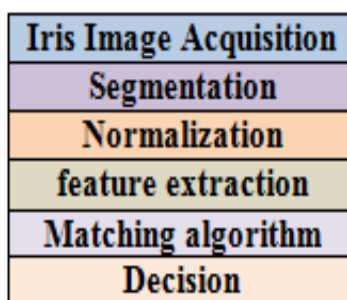 Iris Image Acquisition
Segmentation
Normalization
feature extraction
Matching algorithm
Decision